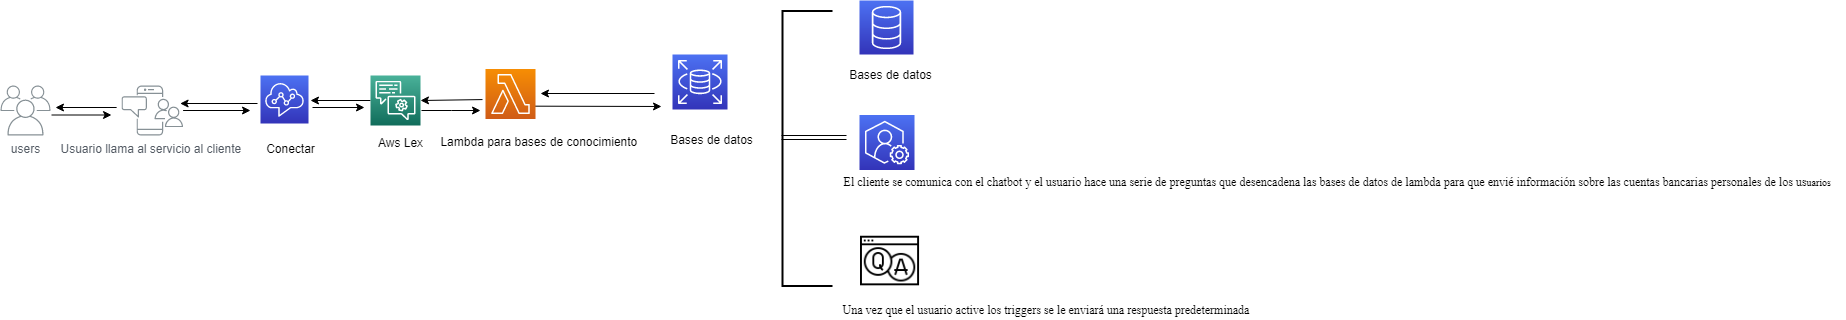 users
Usuario llama al servicio al cliente
Conectar
Aws Lex
Lambda para bases de conocimiento
Bases de datos
Bases de datos
El cliente se comunica con el chatbot y el usuario hace una serie de preguntas que desencadena las bases de datos de lambda para que envié información sobre las cuentas bancarias personales de los usuarios
Q A
Una vez que el usuario active los triggers se le enviará una respuesta predeterminada